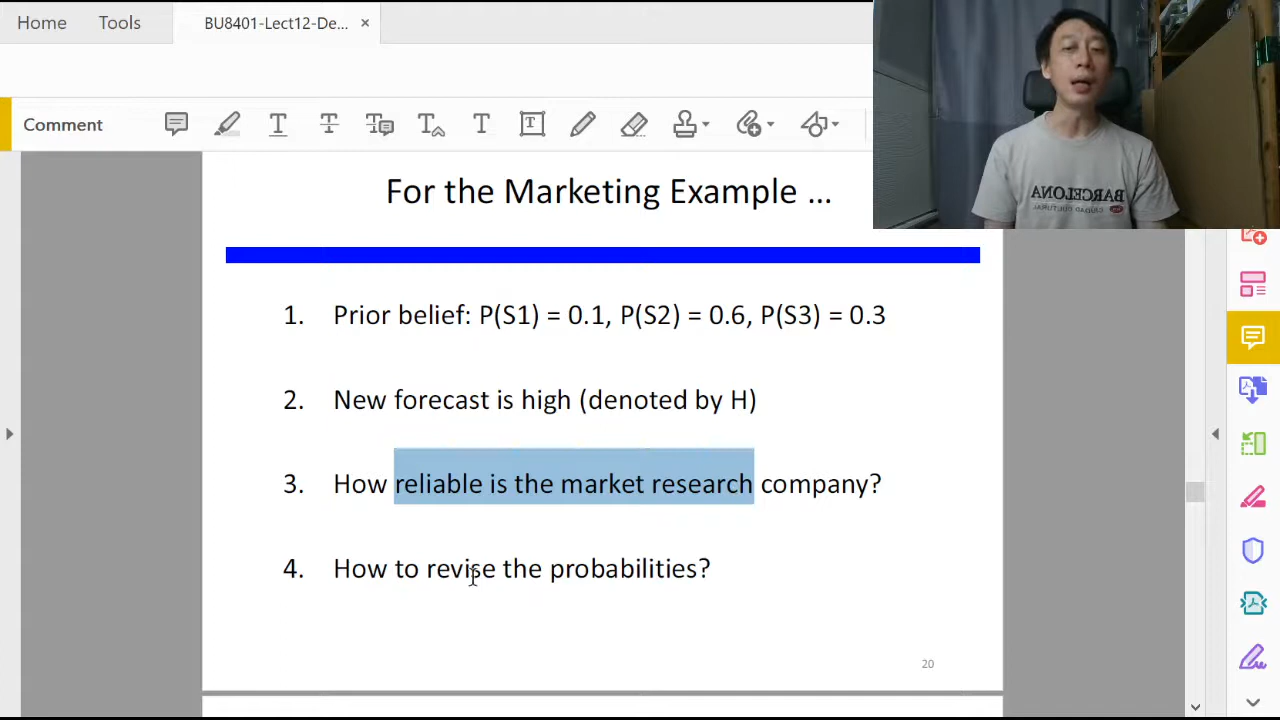 Home Tools BU8401-Lect12-De... ×
Comment
For the Marketing Example ...
BARCELONA
1. Prior belief: P(S1) = 0.1, P(S2) = 0.6, P(S3) = 0.3
2. New forecast is high (denoted by H)
3. How reliable is the market research company?
4. How to revise the probabilities?
20